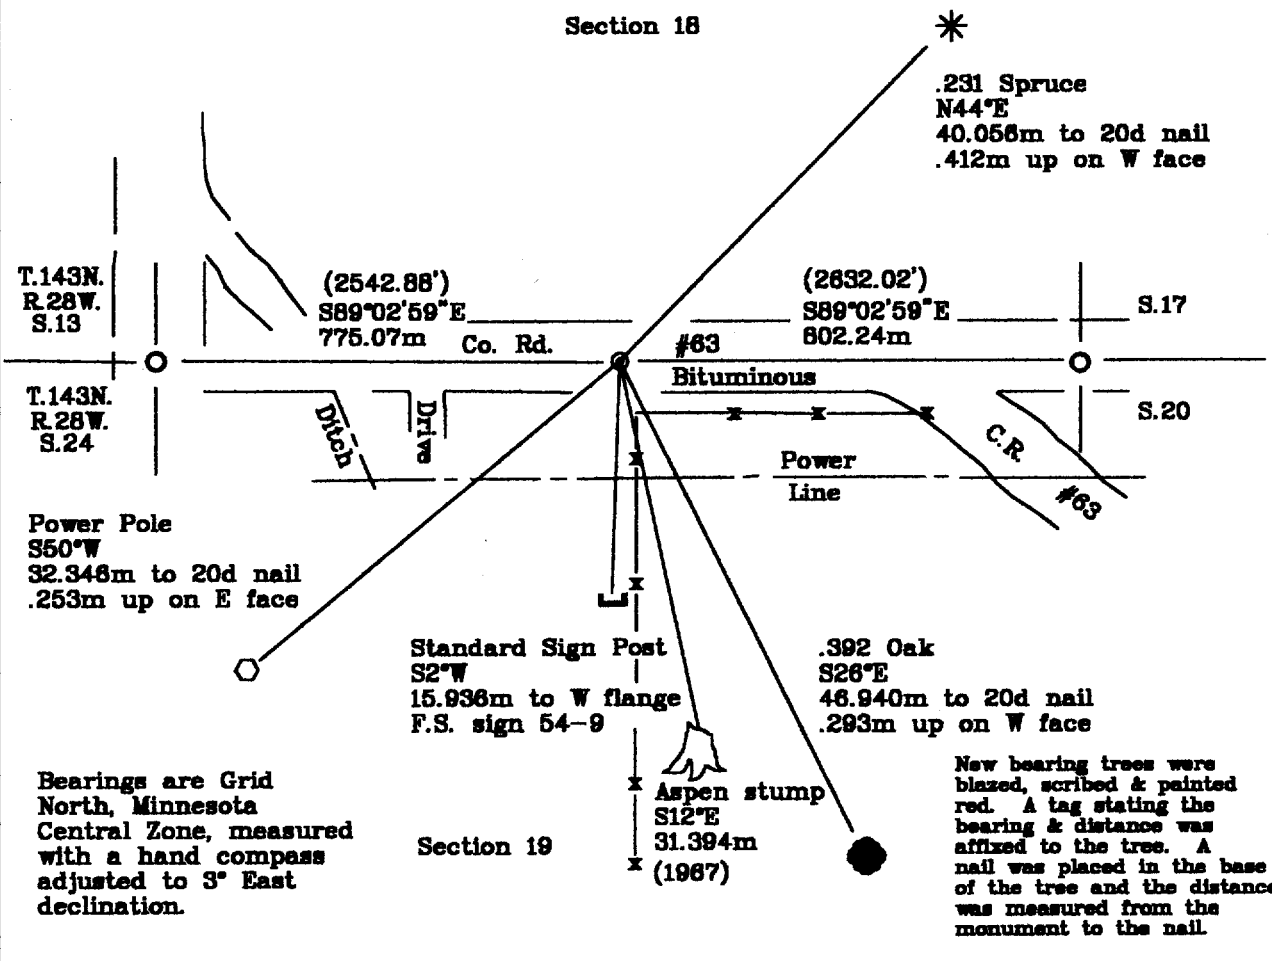 Section 18
.231 Spruce
N44°E
40.056m to 20d nail
.412m up on W face
T.143N.
R.28W.
S.13
(2542.88')
S89°02'59"E
775.07m
Co. Rd.
#63
Bituminous
(2632.02')
S89°02'59"E
802.24m
S.17
T.143N.
R.28W.
S.24
Ditch
Drive
Power
Line
C.R.
#63
S.20
Power Pole
S50°W
32.346m to 20d nail
.253m up on E face
Standard Sign Post
S2°W
15.936m to W flange
F.S. sign 54-9
.392 Oak
S26°E
46.940m to 20d nail
.293m up on W face
Bearings are Grid
North, Minnesota
Central Zone, measured
with a hand compass
adjusted to 3° East
declination.
Section 19
Aspen stump
S12°E
31.394m
(1967)
New bearing trees were
blazed, scribed & painted
red. A tag stating the
bearing & distance was
affixed to the tree. A
nail was placed in the base
of the tree and the distance
was measured from the
monument to the nail.